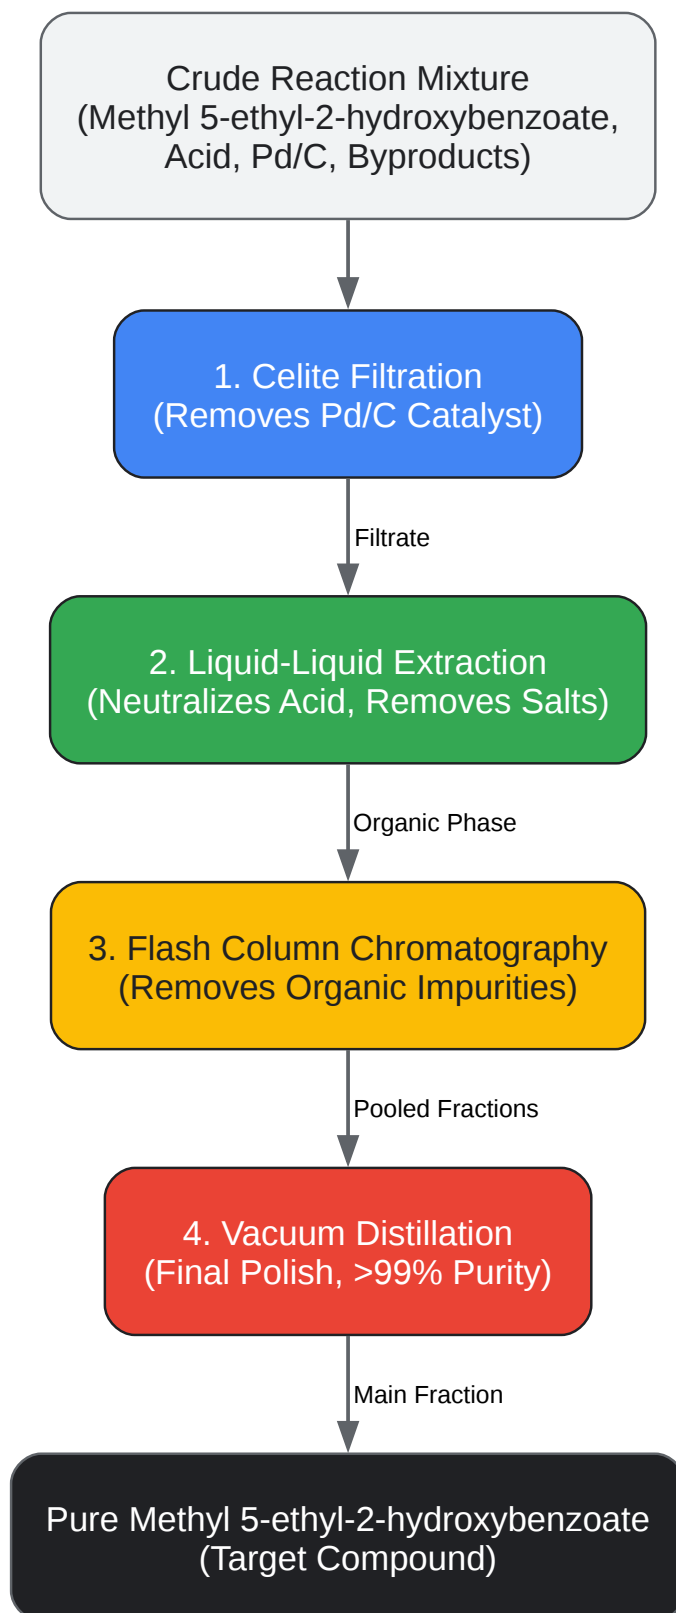 Crude Reaction Mixture
(Methyl 5-ethyl-2-hydroxybenzoate,
Acid, Pd/C, Byproducts)
1. Celite Filtration
(Removes Pd/C Catalyst)
Filtrate
2. Liquid-Liquid Extraction
(Neutralizes Acid, Removes Salts)
Organic Phase
3. Flash Column Chromatography
(Removes Organic Impurities)
Pooled Fractions
4. Vacuum Distillation
(Final Polish, >99% Purity)
Main Fraction
Pure Methyl 5-ethyl-2-hydroxybenzoate
(Target Compound)